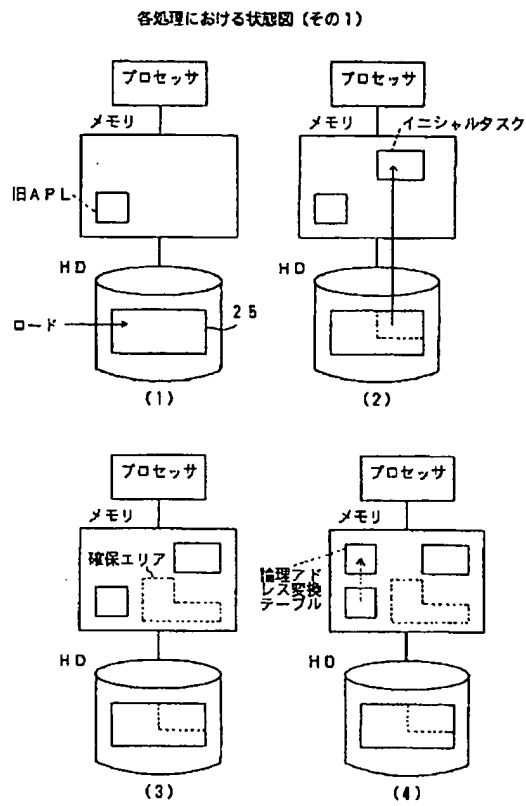 各処理における状態図(その1)
プロセッサ
メモリ
旧APL
HD
ロード
25
(1)
プロセッサ
メモリ
イニシャルタスク
HD
(2)
プロセッサ
メモリ
確保エリア
HD
(3)
プロセッサ
メモリ
論理アド
レス変換
テーブル
HD
(4)